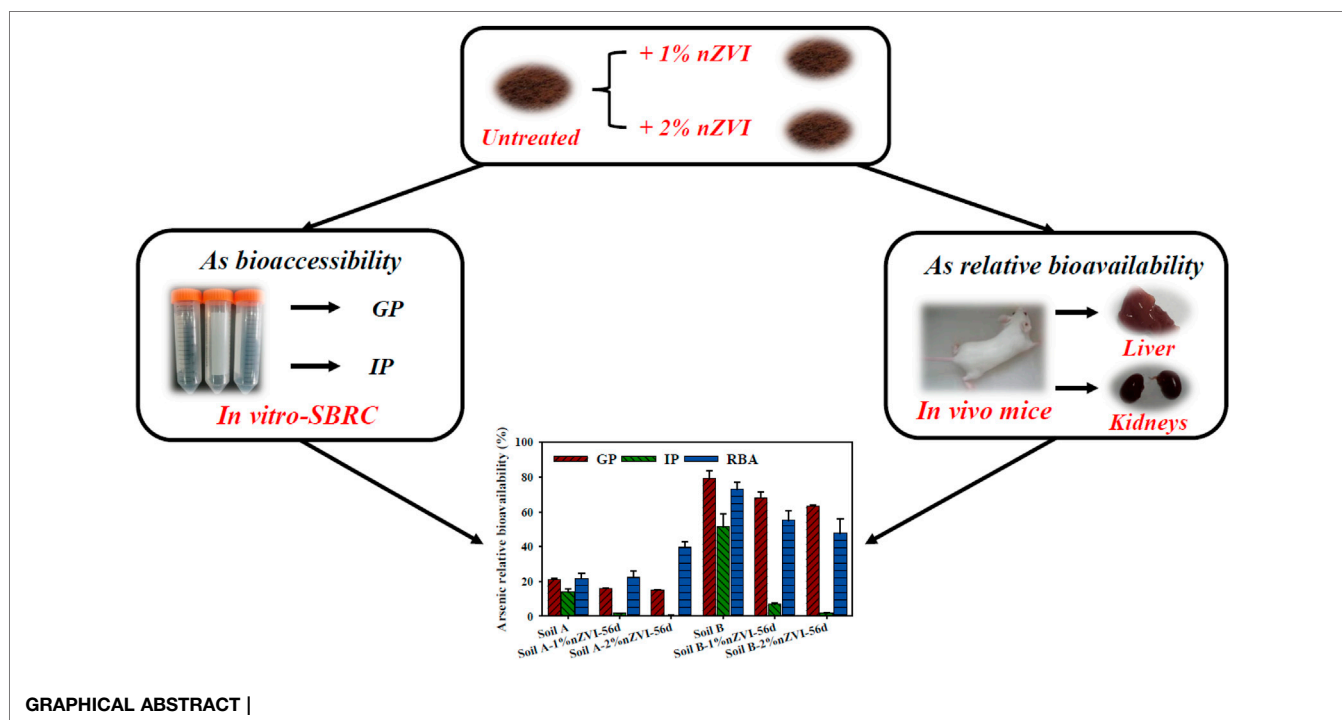 + 1% nZVI
Untreated
+ 2% nZVI
As bioaccessibility
GP
IP
In vitro-SBRC
As relative bioavailability
Liver
In vivo mice
Kidneys
Arsenic relative bioavailability (%)
100
80
60
40
20
0
GP IP RBA
Soil A
Soil A-1%nZVI-56d
Soil A-2%nZVI-56d
Soil B
Soil B-1%nZVI-56d
Soil B-2%nZVI-56d
GRAPHICAL ABSTRACT |